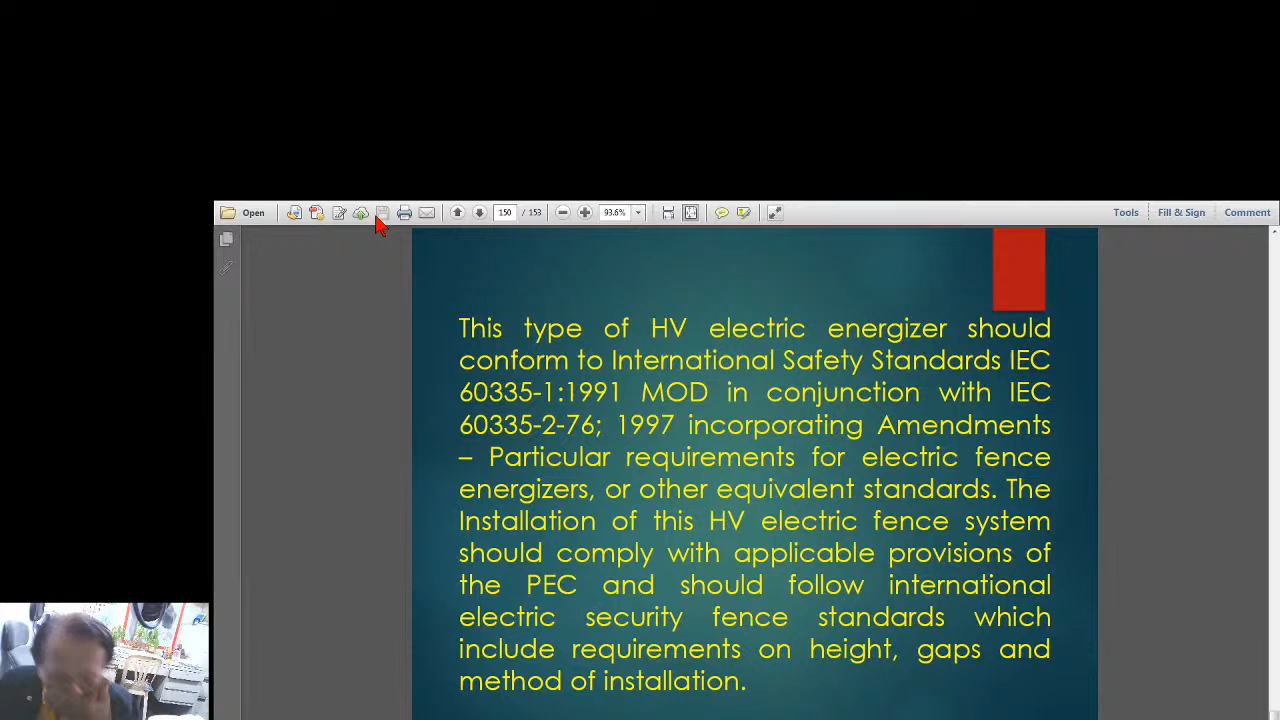 Open
150 / 153
93.6%
Tools
Fill & Sign
Comment
This type of HV electric energizer should
conform to International Safety Standards IEC
60335-1:1991 MOD in conjunction with IEC
60335-2-76; 1997 incorporating Amendments
– Particular requirements for electric fence
energizers, or other equivalent standards. The
Installation of this HV electric fence system
should comply with applicable provisions of
the PEC and should follow international
electric security fence standards which
include requirements on height, gaps and
method of installation.